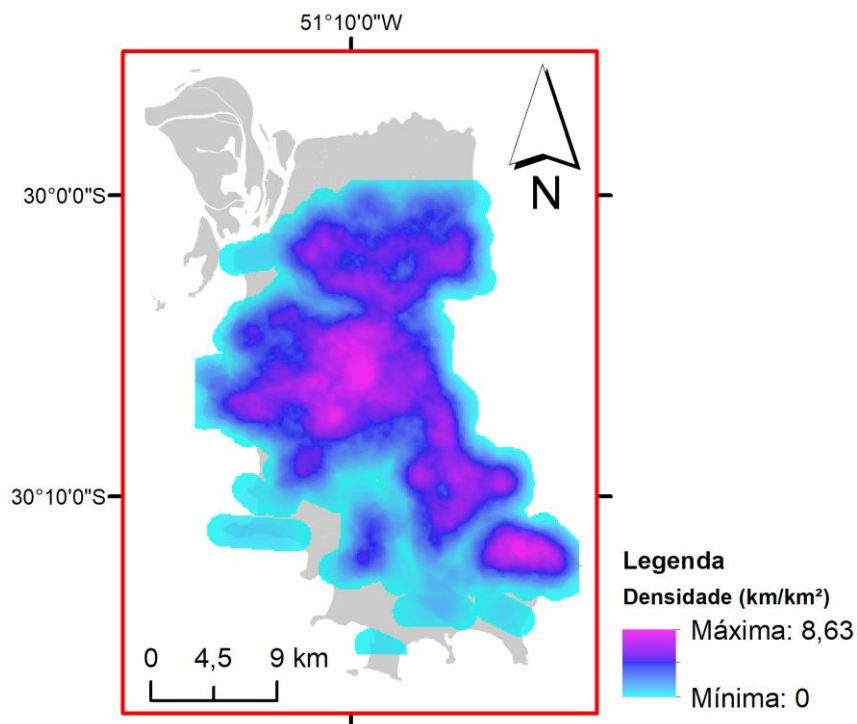 51°10'0"W
30°0'0"S
N
30°10'0"S
Legenda
Densidade (km/km²)
Máxima: 8,63
Mínima: 0
0 4,5 9 km